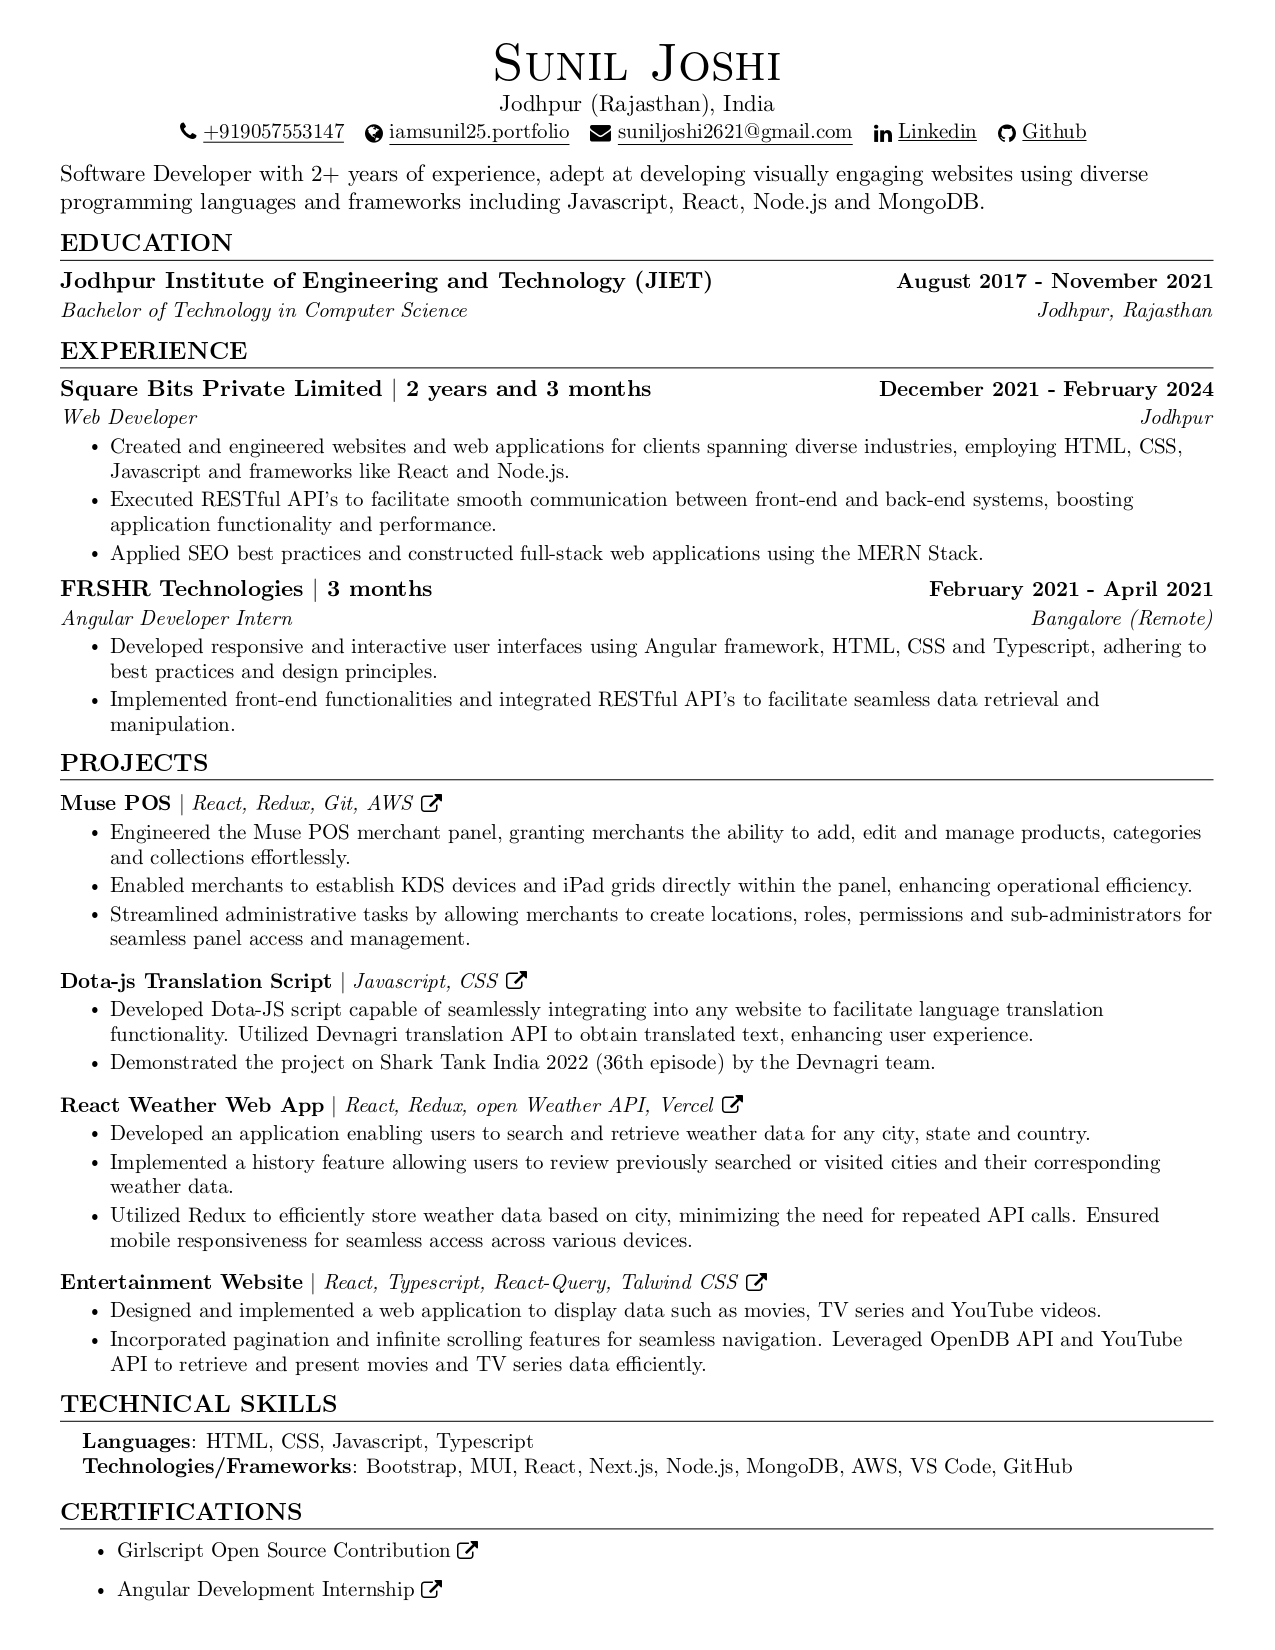 Sunil Joshi
Jodhpur (Rajasthan), India
+919057553147 iamsunil25.portfolio suniljoshi2621@gmail.com Linkedin Github
Software Developer with 2+ years of experience, adept at developing visually engaging websites using diverse
programming languages and frameworks including Javascript, React, Node.js and MongoDB.
EDUCATION
Jodhpur Institute of Engineering and Technology (JIET) August 2017 - November 2021
Bachelor of Technology in Computer Science Jodhpur, Rajasthan
EXPERIENCE
Square Bits Private Limited | 2 years and 3 months December 2021 - February 2024
Web Developer Jodhpur
• Created and engineered websites and web applications for clients spanning diverse industries, employing HTML, CSS,
Javascript and frameworks like React and Node.js.
• Executed RESTful API's to facilitate smooth communication between front-end and back-end systems, boosting
application functionality and performance.
• Applied SEO best practices and constructed full-stack web applications using the MERN Stack.
FRSHR Technologies | 3 months February 2021 - April 2021
Angular Developer Intern Bangalore (Remote)
• Developed responsive and interactive user interfaces using Angular framework, HTML, CSS and Typescript, adhering to
best practices and design principles.
• Implemented front-end functionalities and integrated RESTful API's to facilitate seamless data retrieval and
manipulation.
PROJECTS
Muse POS | React, Redux, Git, AWS
• Engineered the Muse POS merchant panel, granting merchants the ability to add, edit and manage products, categories
and collections effortlessly.
• Enabled merchants to establish KDS devices and iPad grids directly within the panel, enhancing operational efficiency.
• Streamlined administrative tasks by allowing merchants to create locations, roles, permissions and sub-administrators for
seamless panel access and management.
Dota-js Translation Script | Javascript, CSS
• Developed Dota-JS script capable of seamlessly integrating into any website to facilitate language translation
functionality. Utilized Devnagri translation API to obtain translated text, enhancing user experience.
• Demonstrated the project on Shark Tank India 2022 (36th episode) by the Devnagri team.
React Weather Web App | React, Redux, open Weather API, Vercel
• Developed an application enabling users to search and retrieve weather data for any city, state and country.
• Implemented a history feature allowing users to review previously searched or visited cities and their corresponding
weather data.
• Utilized Redux to efficiently store weather data based on city, minimizing the need for repeated API calls. Ensured
mobile responsiveness for seamless access across various devices.
Entertainment Website | React, Typescript, React-Query, Talwind CSS
• Designed and implemented a web application to display data such as movies, TV series and YouTube videos.
• Incorporated pagination and infinite scrolling features for seamless navigation. Leveraged OpenDB API and YouTube
API to retrieve and present movies and TV series data efficiently.
TECHNICAL SKILLS
Languages: HTML, CSS, Javascript, Typescript
Technologies/Frameworks: Bootstrap, MUI, React, Next.js, Node.js, MongoDB, AWS, VS Code, GitHub
CERTIFICATIONS
• Girlscript Open Source Contribution
• Angular Development Internship